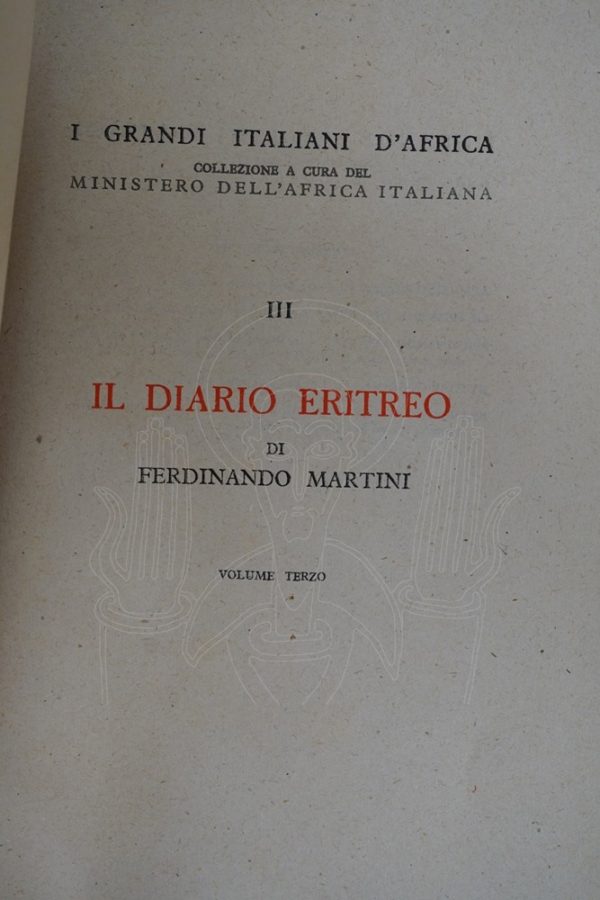 I GRANDI ITALIANI D'AFRICA
COLLEZIONE A CURA DEL
MINISTERO DELL'AFRICA ITALIANA
III
IL DIARIO ERITREO
DI
FERDINANDO MARTINI
VOLUME TERZO